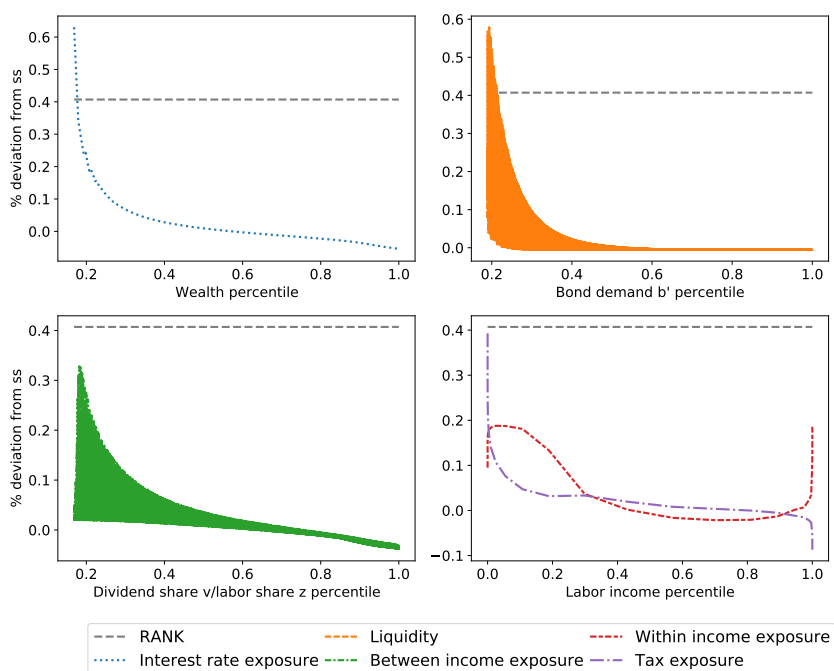 0.6
0.5
0.4
0.3
0.2
0.1
0.0
% deviation from ss
0.2 0.4 0.6 0.8 1.0
Wealth percentile
0.6
0.5
0.4
0.3
0.2
0.1
0.0
0.2 0.4 0.6 0.8 1.0
Bond demand b' percentile
0.4
0.3
0.2
0.1
0.0
% deviation from ss
0.2 0.4 0.6 0.8 1.0
Dividend share v/labor share z percentile
0.4
0.3
0.2
0.1
0.0
−0.1
0.0 0.2 0.4 0.6 0.8 1.0
Labor income percentile
RANK Liquidity Within income exposure
Interest rate exposure Between income exposure Tax exposure